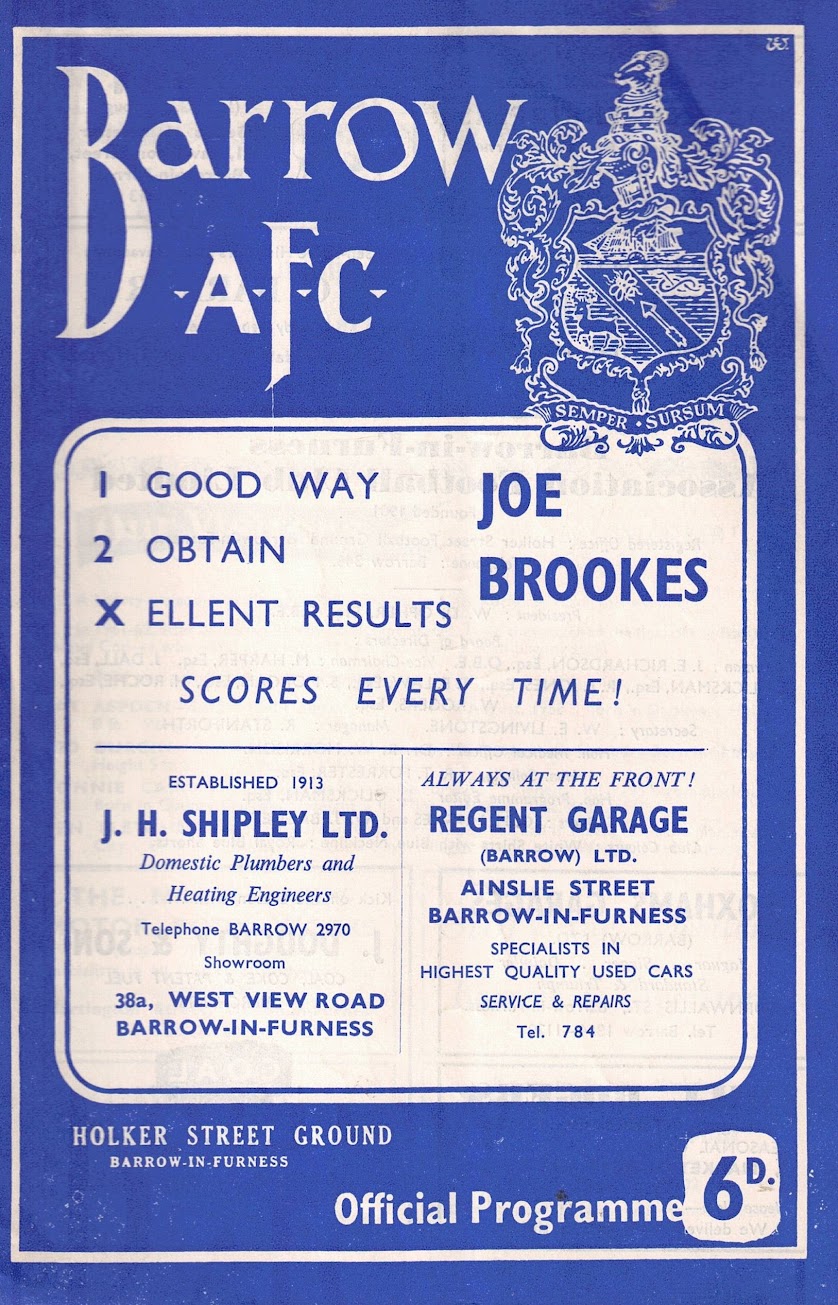 Barrow
A.F.C.
SEMPER · SURSUM
1 GOOD WAY
2 OBTAIN
X ELLENT RESULTS
JOE
BROOKES
SCORES EVERY TIME!
ESTABLISHED 1913
J. H. SHIPLEY LTD.
Domestic Plumbers and
Heating Engineers
Telephone BARROW 2970
Showroom
38a, WEST VIEW ROAD
BARROW-IN-FURNESS
ALWAYS AT THE FRONT!
REGENT GARAGE
(BARROW) LTD.
AINSLIE STREET
BARROW-IN-FURNESS
SPECIALISTS IN
HIGHEST QUALITY USED CARS
SERVICE & REPAIRS
Tel. 784
HOLKER STREET GROUND
BARROW-IN-FURNESS
Official Programme
6D.